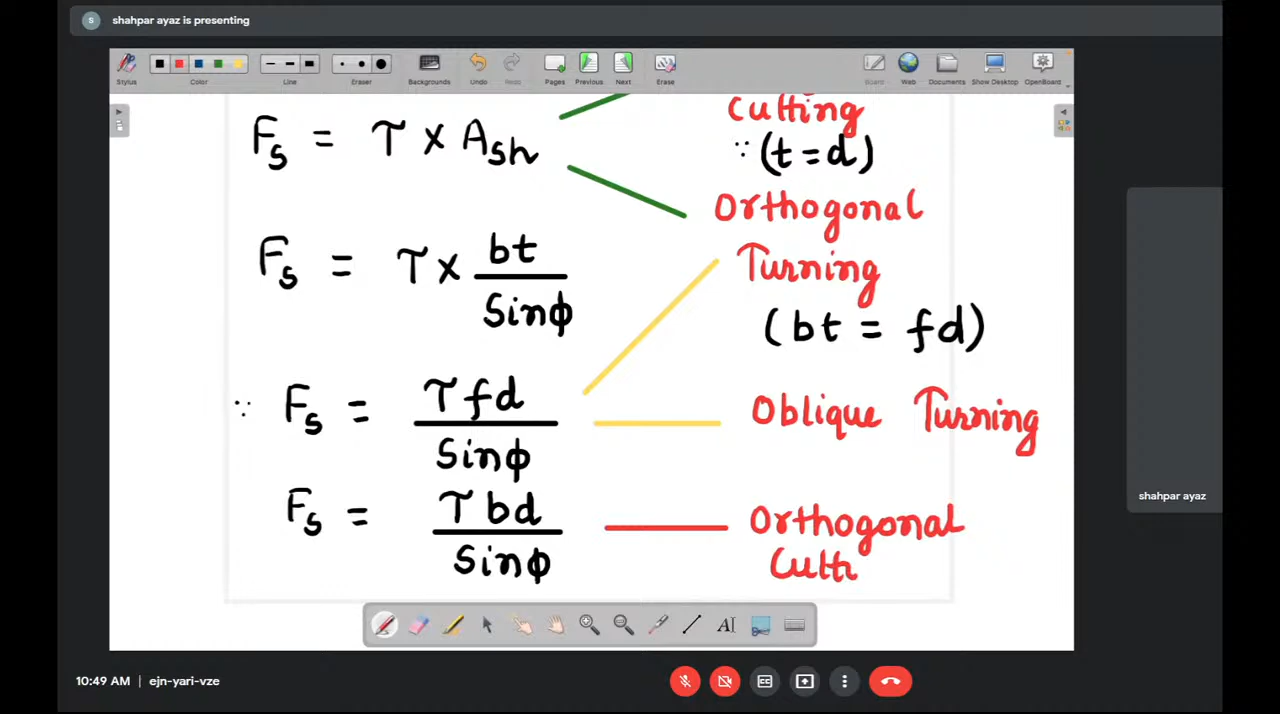 S
shahpar ayaz is presenting
Stylus Color Line Eraser Backgrounds Undo Redo Pages Previous Next Erase Board Web Documents Show Desktop OpenBoard
Cutting
Fs = τ × Ash
∵ (t = d)
Orthogonal
Turning
Fs = τ × bt / Sinϕ
(bt = fd)
∵ Fs = τfd / Sinϕ
Oblique Turning
Fs = τbd / Sinϕ
Orthogonal
Cutti
AI
shahpar ayaz
10:49 AM | ejn-yari-vze